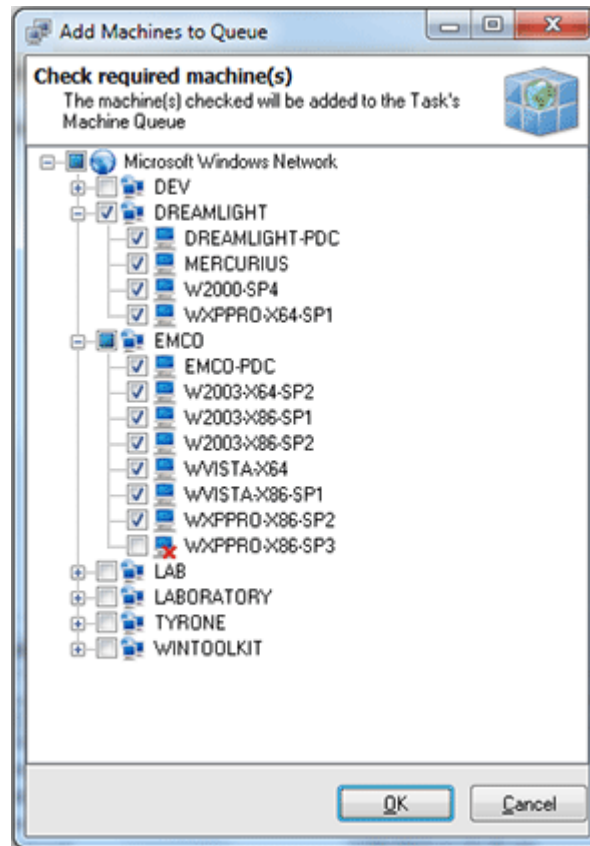 Add Machines to Queue
Check required machine(s)
The machine(s) checked will be added to the Task's
Machine Queue
Microsoft Windows Network
DEV
DREAMLIGHT
DREAMLIGHT-PDC
MERCURIUS
W2000-SP4
WXPPRO-X64-SP1
EMCO
EMCO-PDC
W2003-X64-SP2
W2003-X86-SP1
W2003-X86-SP2
WVISTA-X64
WVISTA-X86-SP1
WXPPRO-X86-SP2
WXPPRO-X86-SP3
LAB
LABORATORY
TYRONE
WINTOOLKIT
OK
Cancel